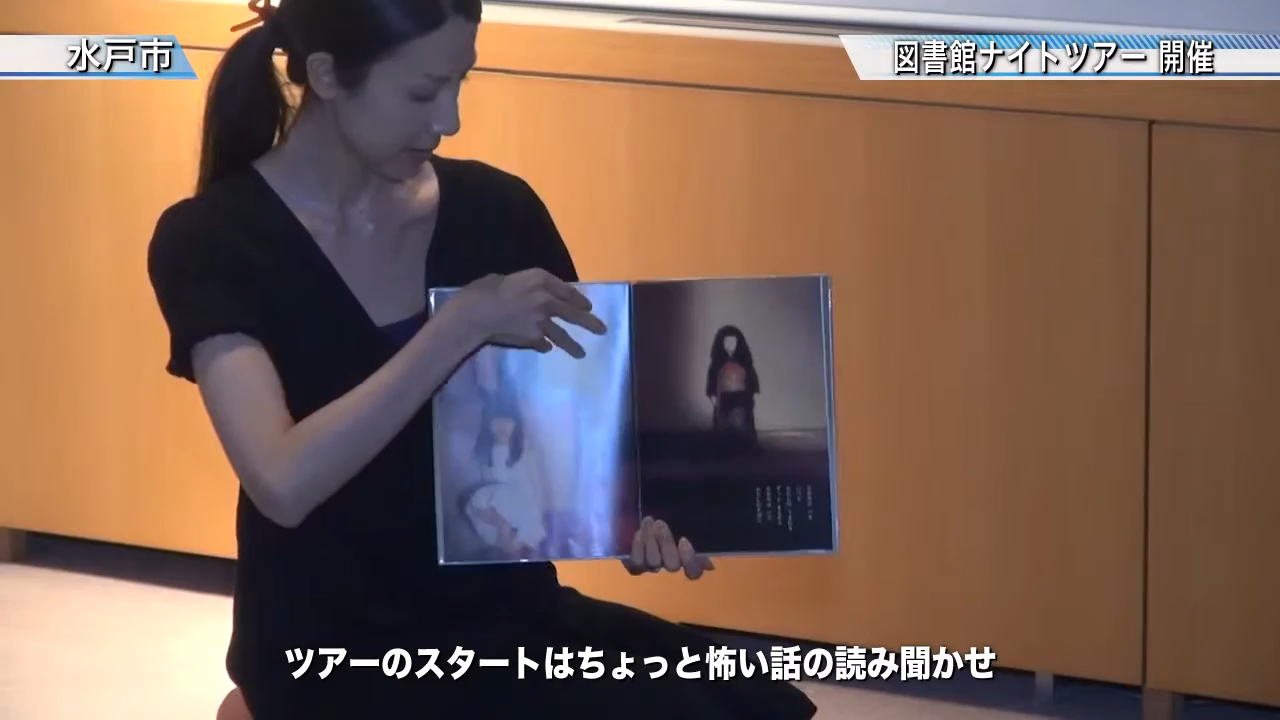 水戸市
図書館ナイトツアー 開催
ツアーのスタートはちょっと怖い話の読み聞かせ